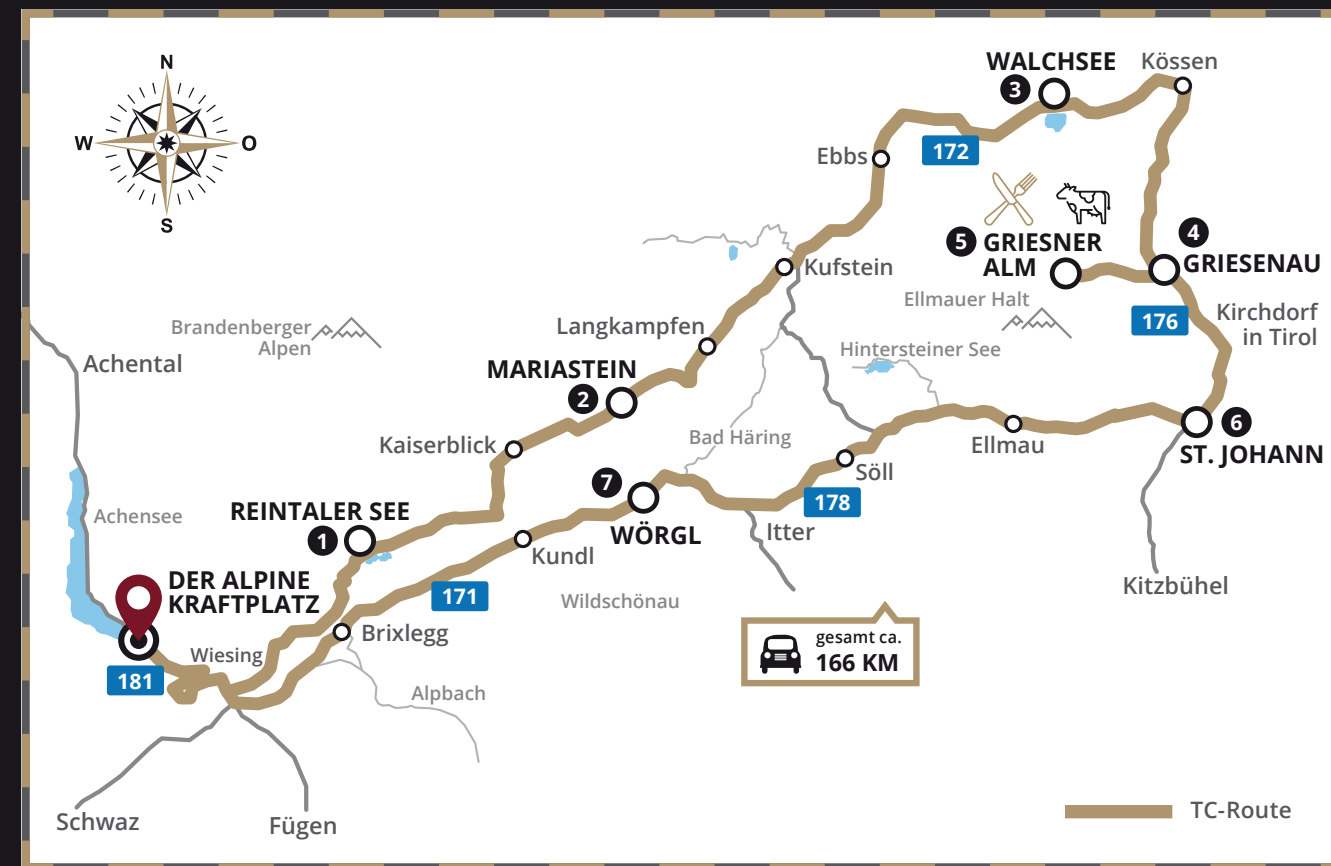 N
W
O
S
WALCHSEE
3
Kössen
Ebbs
172
5
GRIESNER
ALM
4
GRIESENAU
Kufstein
Ellmauer Halt
176
Kirchdorf
in Tirol
Brandenberger
Alpen
Langkampfen
Achental
Hintersteiner See
MARIASTEIN
2
Kaiserblick
Bad Häring
Ellmau
6
ST. JOHANN
Söll
7
WÖRGL
178
Itter
REINTALER SEE
1
Achensee
Kundl
DER ALPINE
KRAFTPLATZ
171
Wildschönau
Kitzbühel
Brixlegg
Wiesing
181
gesamt ca.
166 KM
Alpbach
Schwaz
Fügen
TC-Route